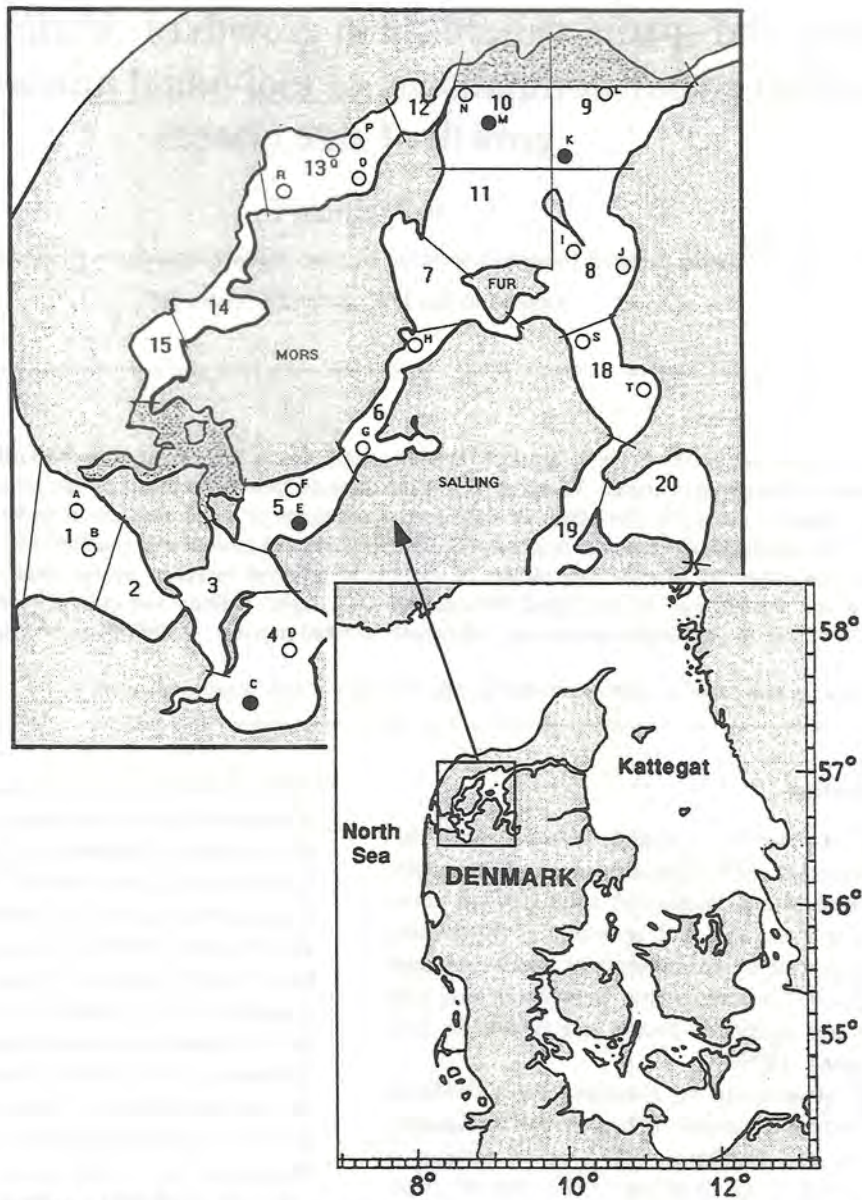 12
10
9
N
M
L
P
13
Q
O
R
K
11
I
J
8
7
FUR
14
15
MORS
H
S
18
T
6
G
SALLING
20
A
F
5
E
19
1
B
2
3
4
D
C
58°
57°
56°
55°
Kattegat
North
Sea
DENMARK
8°
10°
12°